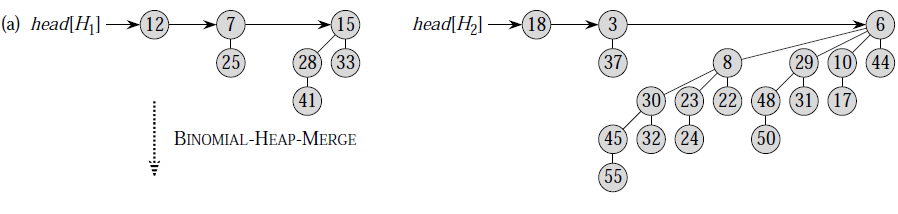 (a) head[H1] 12 7 15 head[H2] 18 3 6
25 28 33 37 8 29 10 44
41 30 23 22 48 31 17
BINOMIAL-HEAP-MERGE 45 32 24 50
55